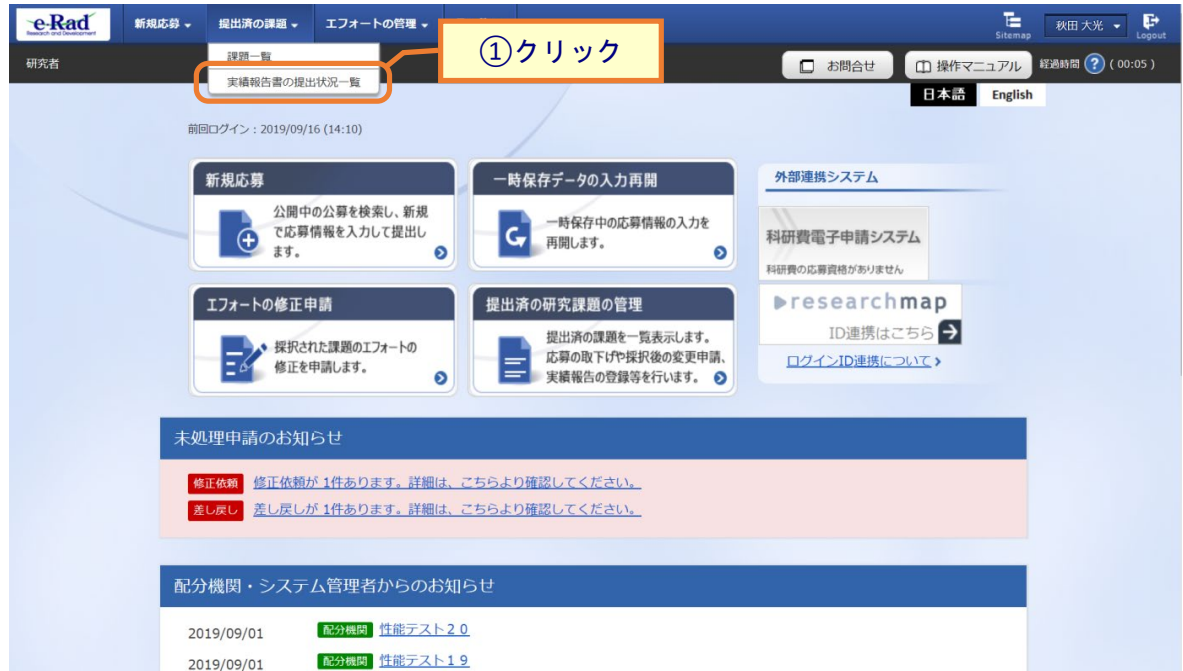 e-Rad
Research and Development
新規応募
提出済の課題
エフォートの管理
Sitemap
秋田 大光
Logout
課題一覧
実績報告書の提出状況一覧
①クリック
研究者
お問合せ
操作マニュアル
経過時間 ? ( 00:05 )
日本語 English
前回ログイン : 2019/09/16 (14:10)
新規応募
公開中の公募を検索し、新規
で応募情報を入力して提出し
ます。
一時保存データの入力再開
一時保存中の応募情報の入力を
再開します。
外部連携システム
科研費電子申請システム
科研費の応募資格がありません
エフォートの修正申請
採択された課題のエフォートの
修正を申請します。
提出済の研究課題の管理
提出済の課題を一覧表示します。
応募の取下げや採択後の変更申請、
実績報告の登録等を行います。
researchmap
ID連携はこちら
ログインID連携について
未処理申請のお知らせ
修正依頼 修正依頼が 1件あります。詳細は、こちらより確認してください。
差し戻し 差し戻しが 1件あります。詳細は、こちらより確認してください。
配分機関・システム管理者からのお知らせ
2019/09/01 配分機関 性能テスト２０
2019/09/01 配分機関 性能テスト１９